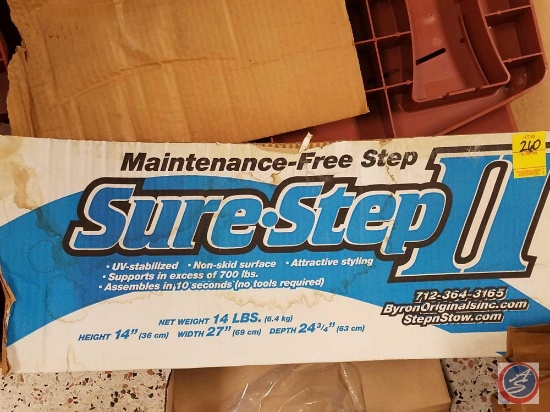 260
Maintenance-Free Step
Sure•Step II
• UV-stabilized • Non-skid surface • Attractive styling
• Supports in excess of 700 lbs.
• Assembles in 10 seconds (no tools required)
712-364-3165
ByronOriginalsinc.com
StepnStow.com
NET WEIGHT 14 LBS. (6.4 kg)
HEIGHT 14" (36 cm) WIDTH 27" (69 cm) DEPTH 24 3/4" (63 cm)